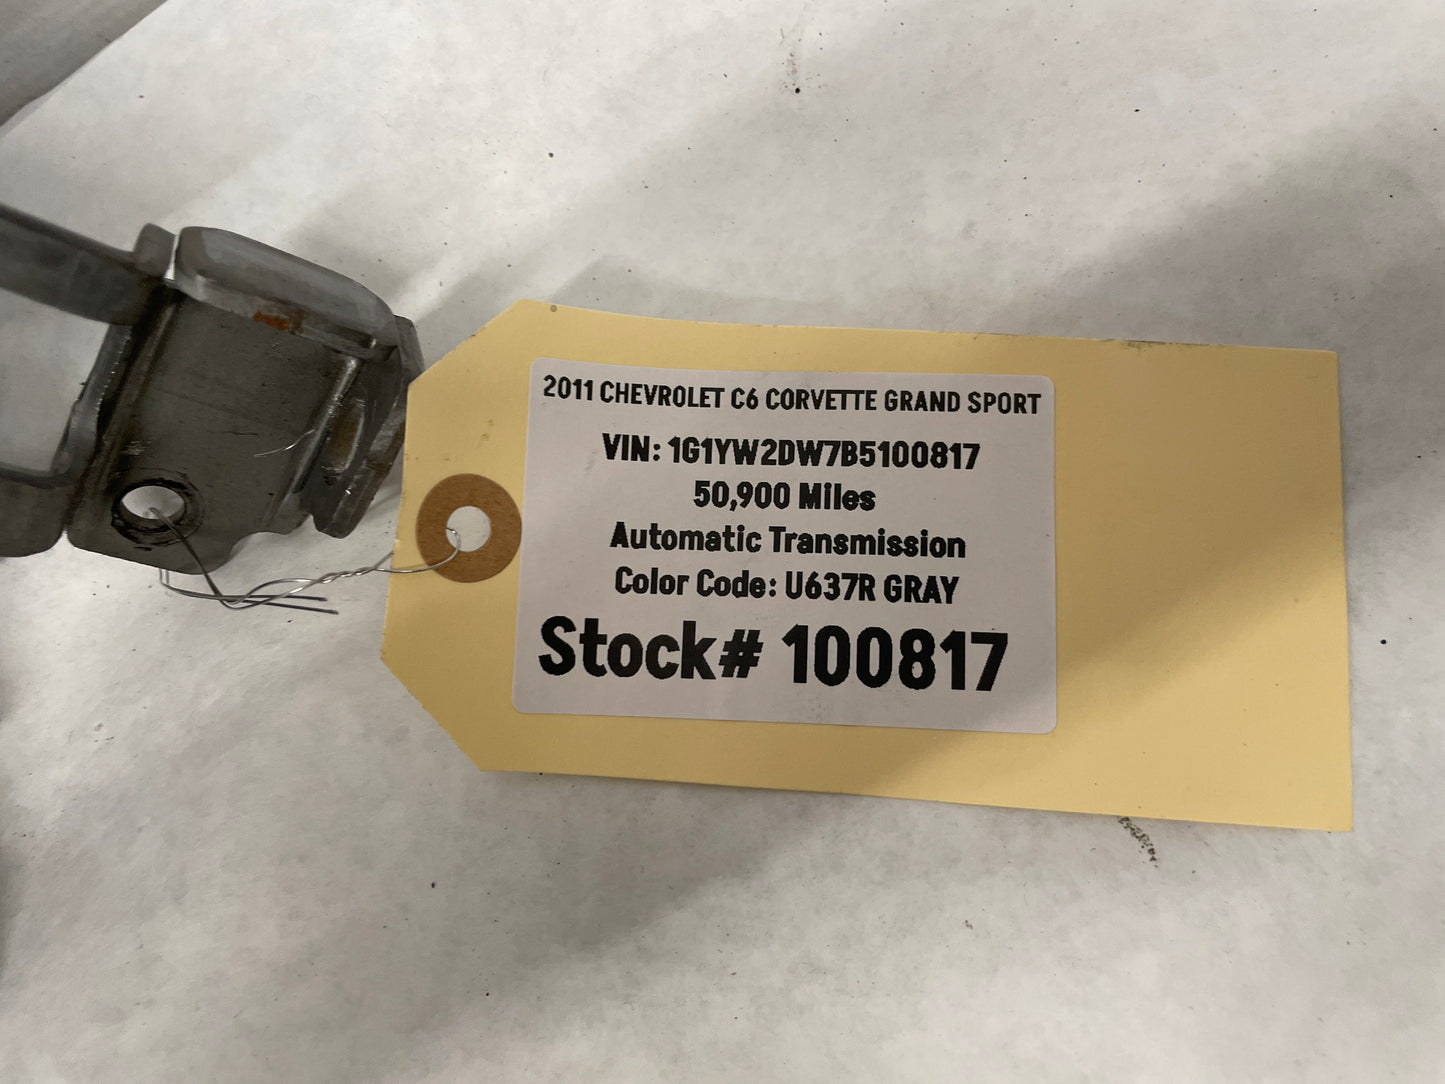 2011 CHEVROLET C6 CORVETTE GRAND SPORT
VIN: 1G1YW2DW7B5100817
50,900 Miles
Automatic Transmission
Color Code: U637R GRAY
Stock# 100817